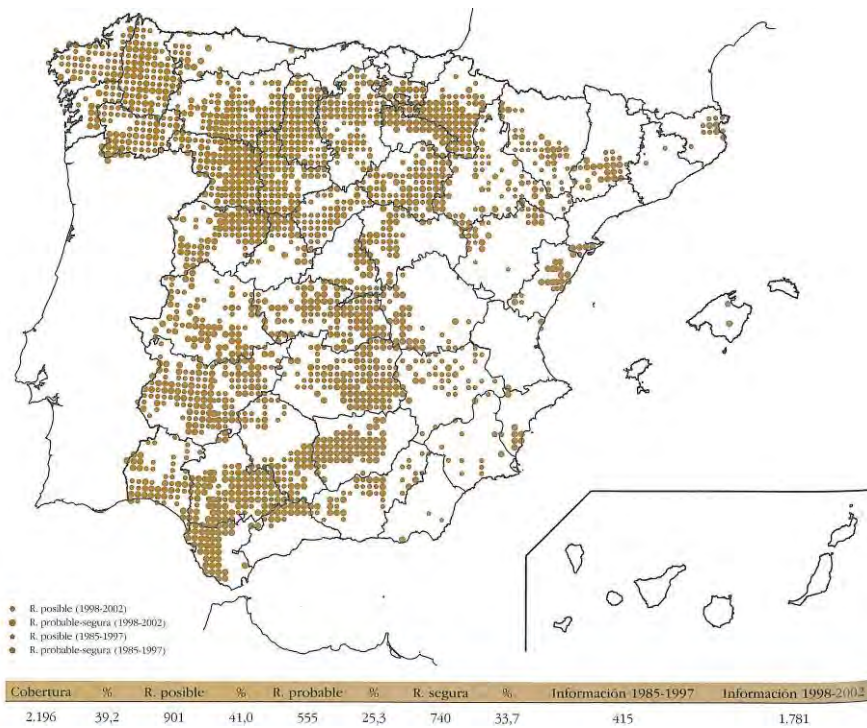 R. posible (1998-2002)
R. probable-segura (1998-2002)
R. posible (1985-1997)
R. probable-segura (1985-1997)
Cobertura % R. posible % R. probable % R. segura % Información 1985-1997 Información 1998-2002
2.196 39,2 901 41,0 555 25,3 740 33,7 415 1.781